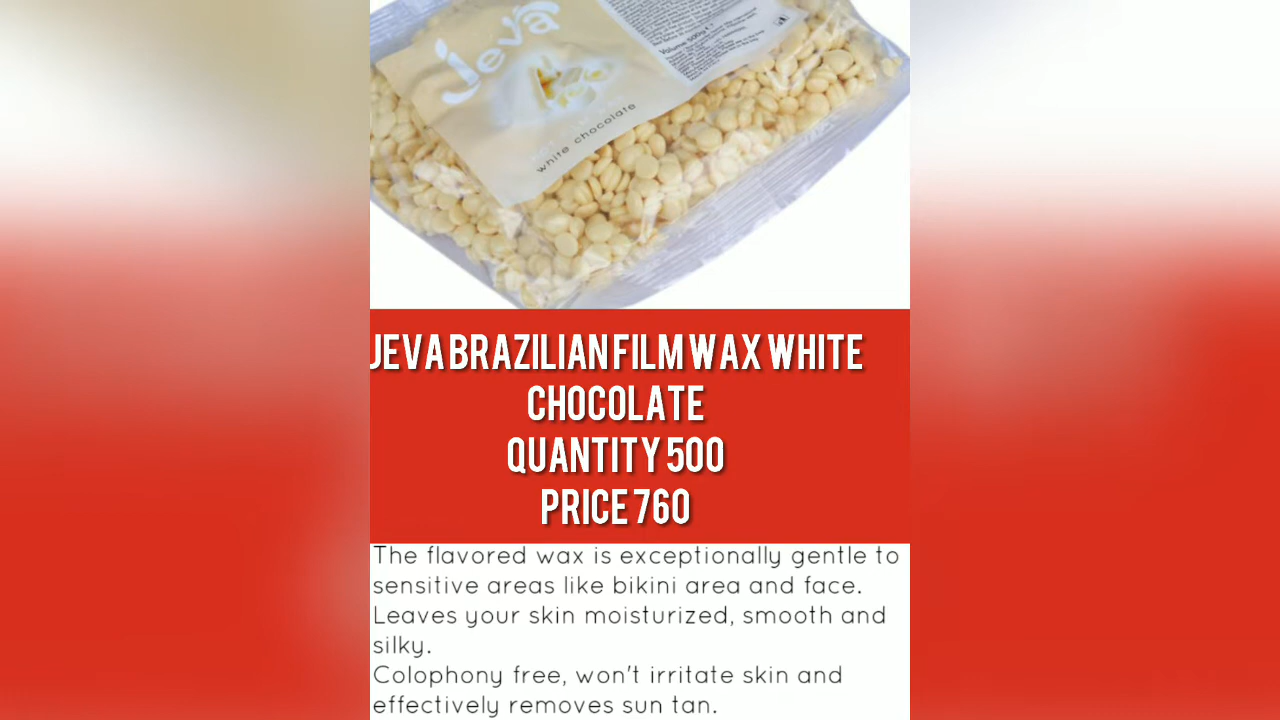 Jeva
Volume 500g
white chocolate
JEVA BRAZILIAN FILM WAX WHITE
CHOCOLATE
QUANTITY 500
PRICE 760
The flavored wax is exceptionally gentle to
sensitive areas like bikini area and face.
Leaves your skin moisturized, smooth and
silky.
Colophony free, won't irritate skin and
effectively removes sun tan.